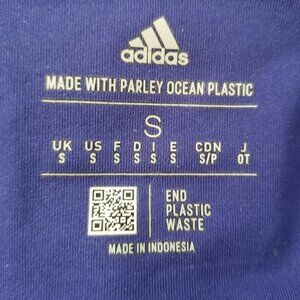 adidas
MADE WITH PARLEY OCEAN PLASTIC
S
UK US F D I E CDN J
S S S S S S S/P OT
END
PLASTIC
WASTE
MADE IN INDONESIA